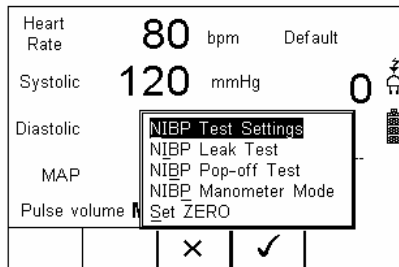 Heart Rate 80 bpm Default
Systolic 120 mmHg 0
Diastolic
NIBP Test Settings
NIBP Leak Test
NIBP Pop-off Test
NIBP Manometer Mode
Set ZERO
MAP
Pulse volume